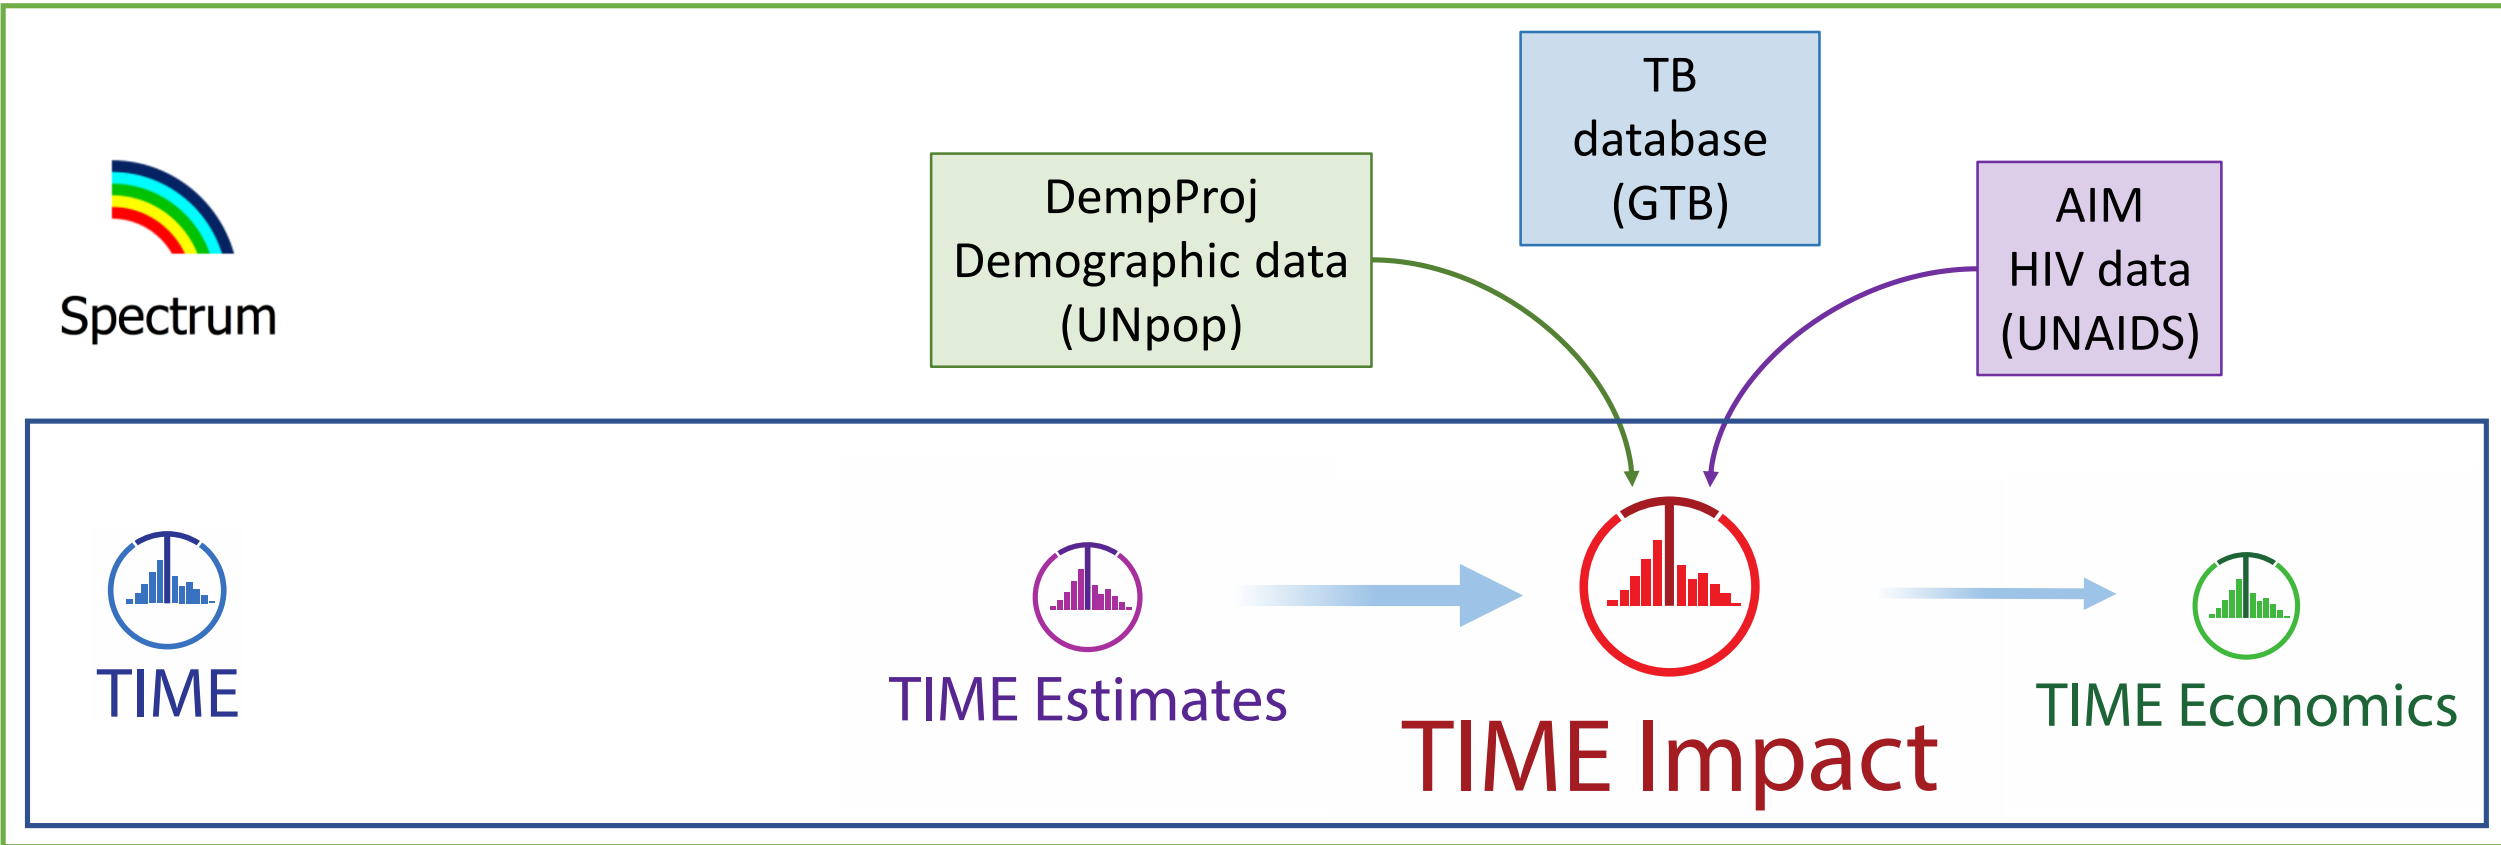 TB
database
(GTB)
DempProj
Demographic data
(UNpop)
AIM
HIV data
(UNAIDS)
Spectrum
TIME
TIME Estimates
TIME Impact
TIME Economics